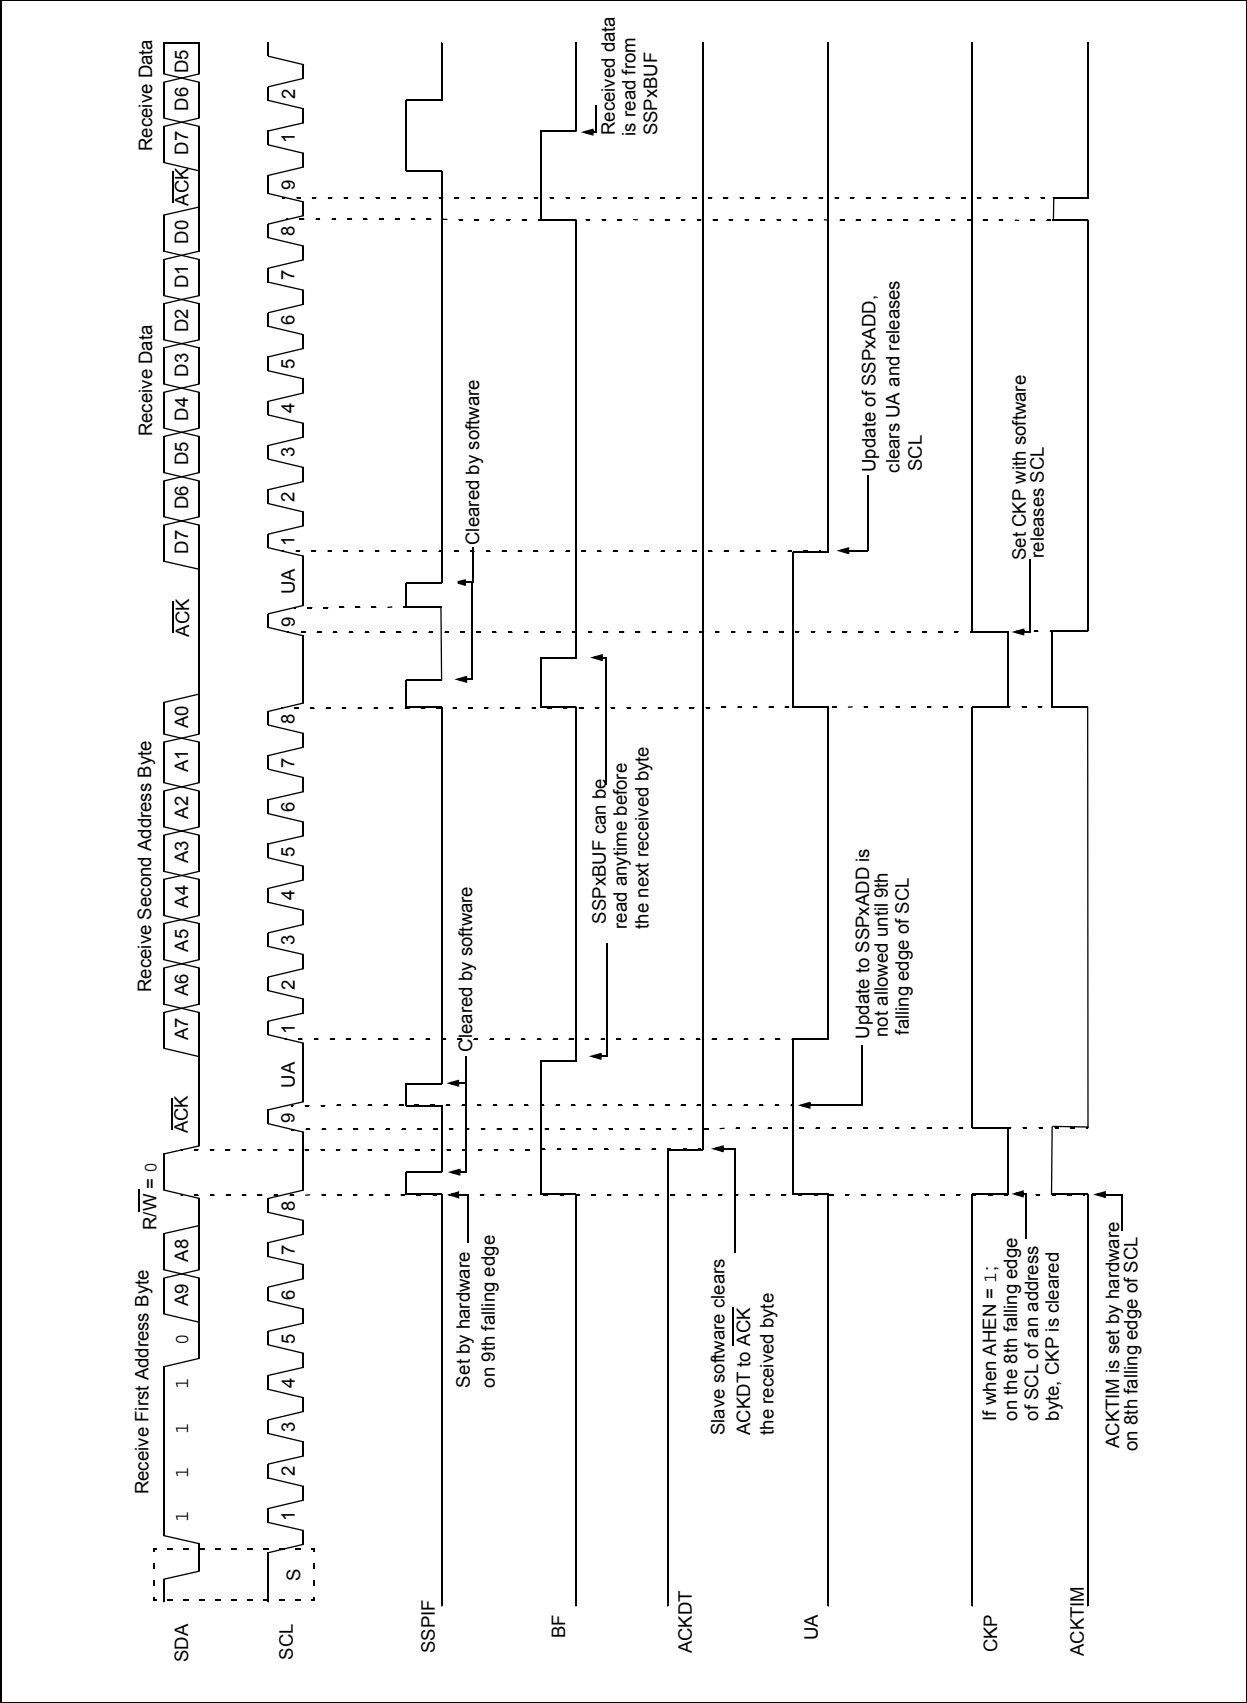 Receive First Address Byte
R/W = 0
Receive Second Address Byte
Receive Data
Receive Data
SDA
1 1 1 1 0 A9 A8
ACK
A7 A6 A5 A4 A3 A2 A1 A0
ACK
D7 D6 D5 D4 D3 D2 D1 D0
ACK
D7 D6 D5
SCL
S
1 2 3 4 5 6 7 8 9 UA
1 2 3 4 5 6 7 8 9 UA
1 2 3 4 5 6 7 8 9
1 2
SSPIF
Set by hardware
on 9th falling edge
Cleared by software
Cleared by software
BF
SSPxBUF can be
read anytime before
the next received byte
Received data
is read from
SSPxBUF
ACKDT
Slave software clears
ACKDT to ACK
the received byte
UA
Update to SSPxADD is
not allowed until 9th
falling edge of SCL
Update of SSPxADD,
clears UA and releases
SCL
CKP
If when AHEN = 1;
on the 8th falling edge
of SCL of an address
byte, CKP is cleared
Set CKP with software
releases SCL
ACKTIM
ACKTIM is set by hardware
on 8th falling edge of SCL